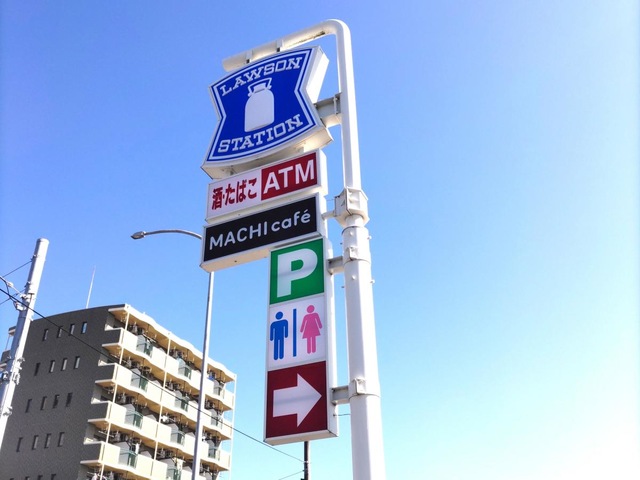 LAWSON
STATION
酒・たばこ ATM
MACHI café
P